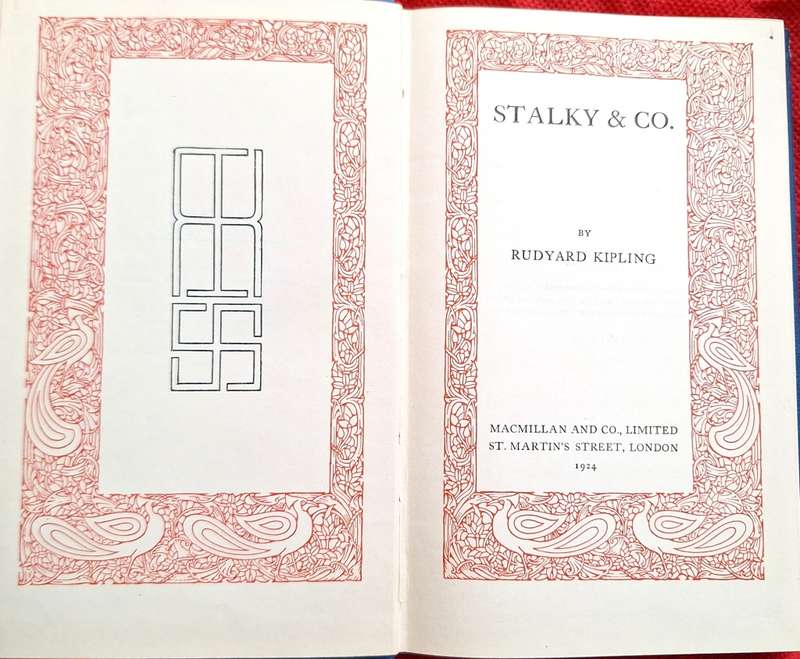 STALKY & CO.
BY
RUDYARD KIPLING
MACMILLAN AND CO., LIMITED
ST. MARTIN'S STREET, LONDON
1924